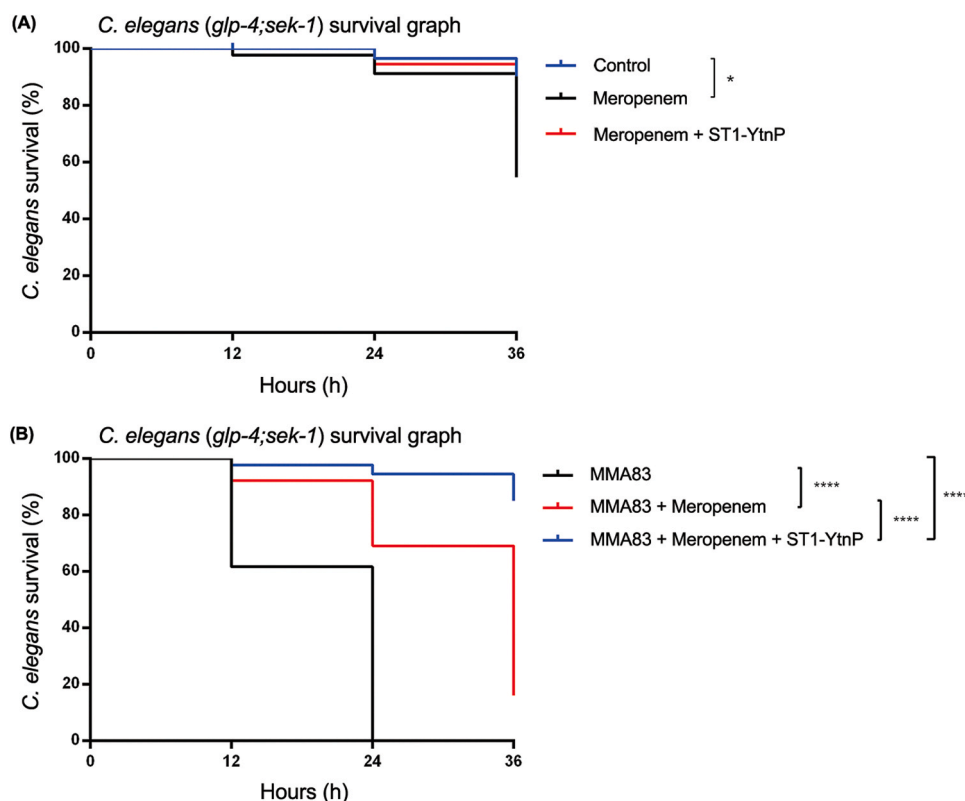 (A) C. elegans (glp-4;sek-1) survival graph
C. elegans survival (%)
100
80
60
40
20
0
0 12 24 36
Hours (h)
Control
Meropenem
Meropenem + ST1-YtnP
*
(B) C. elegans (glp-4;sek-1) survival graph
C. elegans survival (%)
100
80
60
40
20
0
0 12 24 36
Hours (h)
MMA83
MMA83 + Meropenem
MMA83 + Meropenem + ST1-YtnP
****
****
****